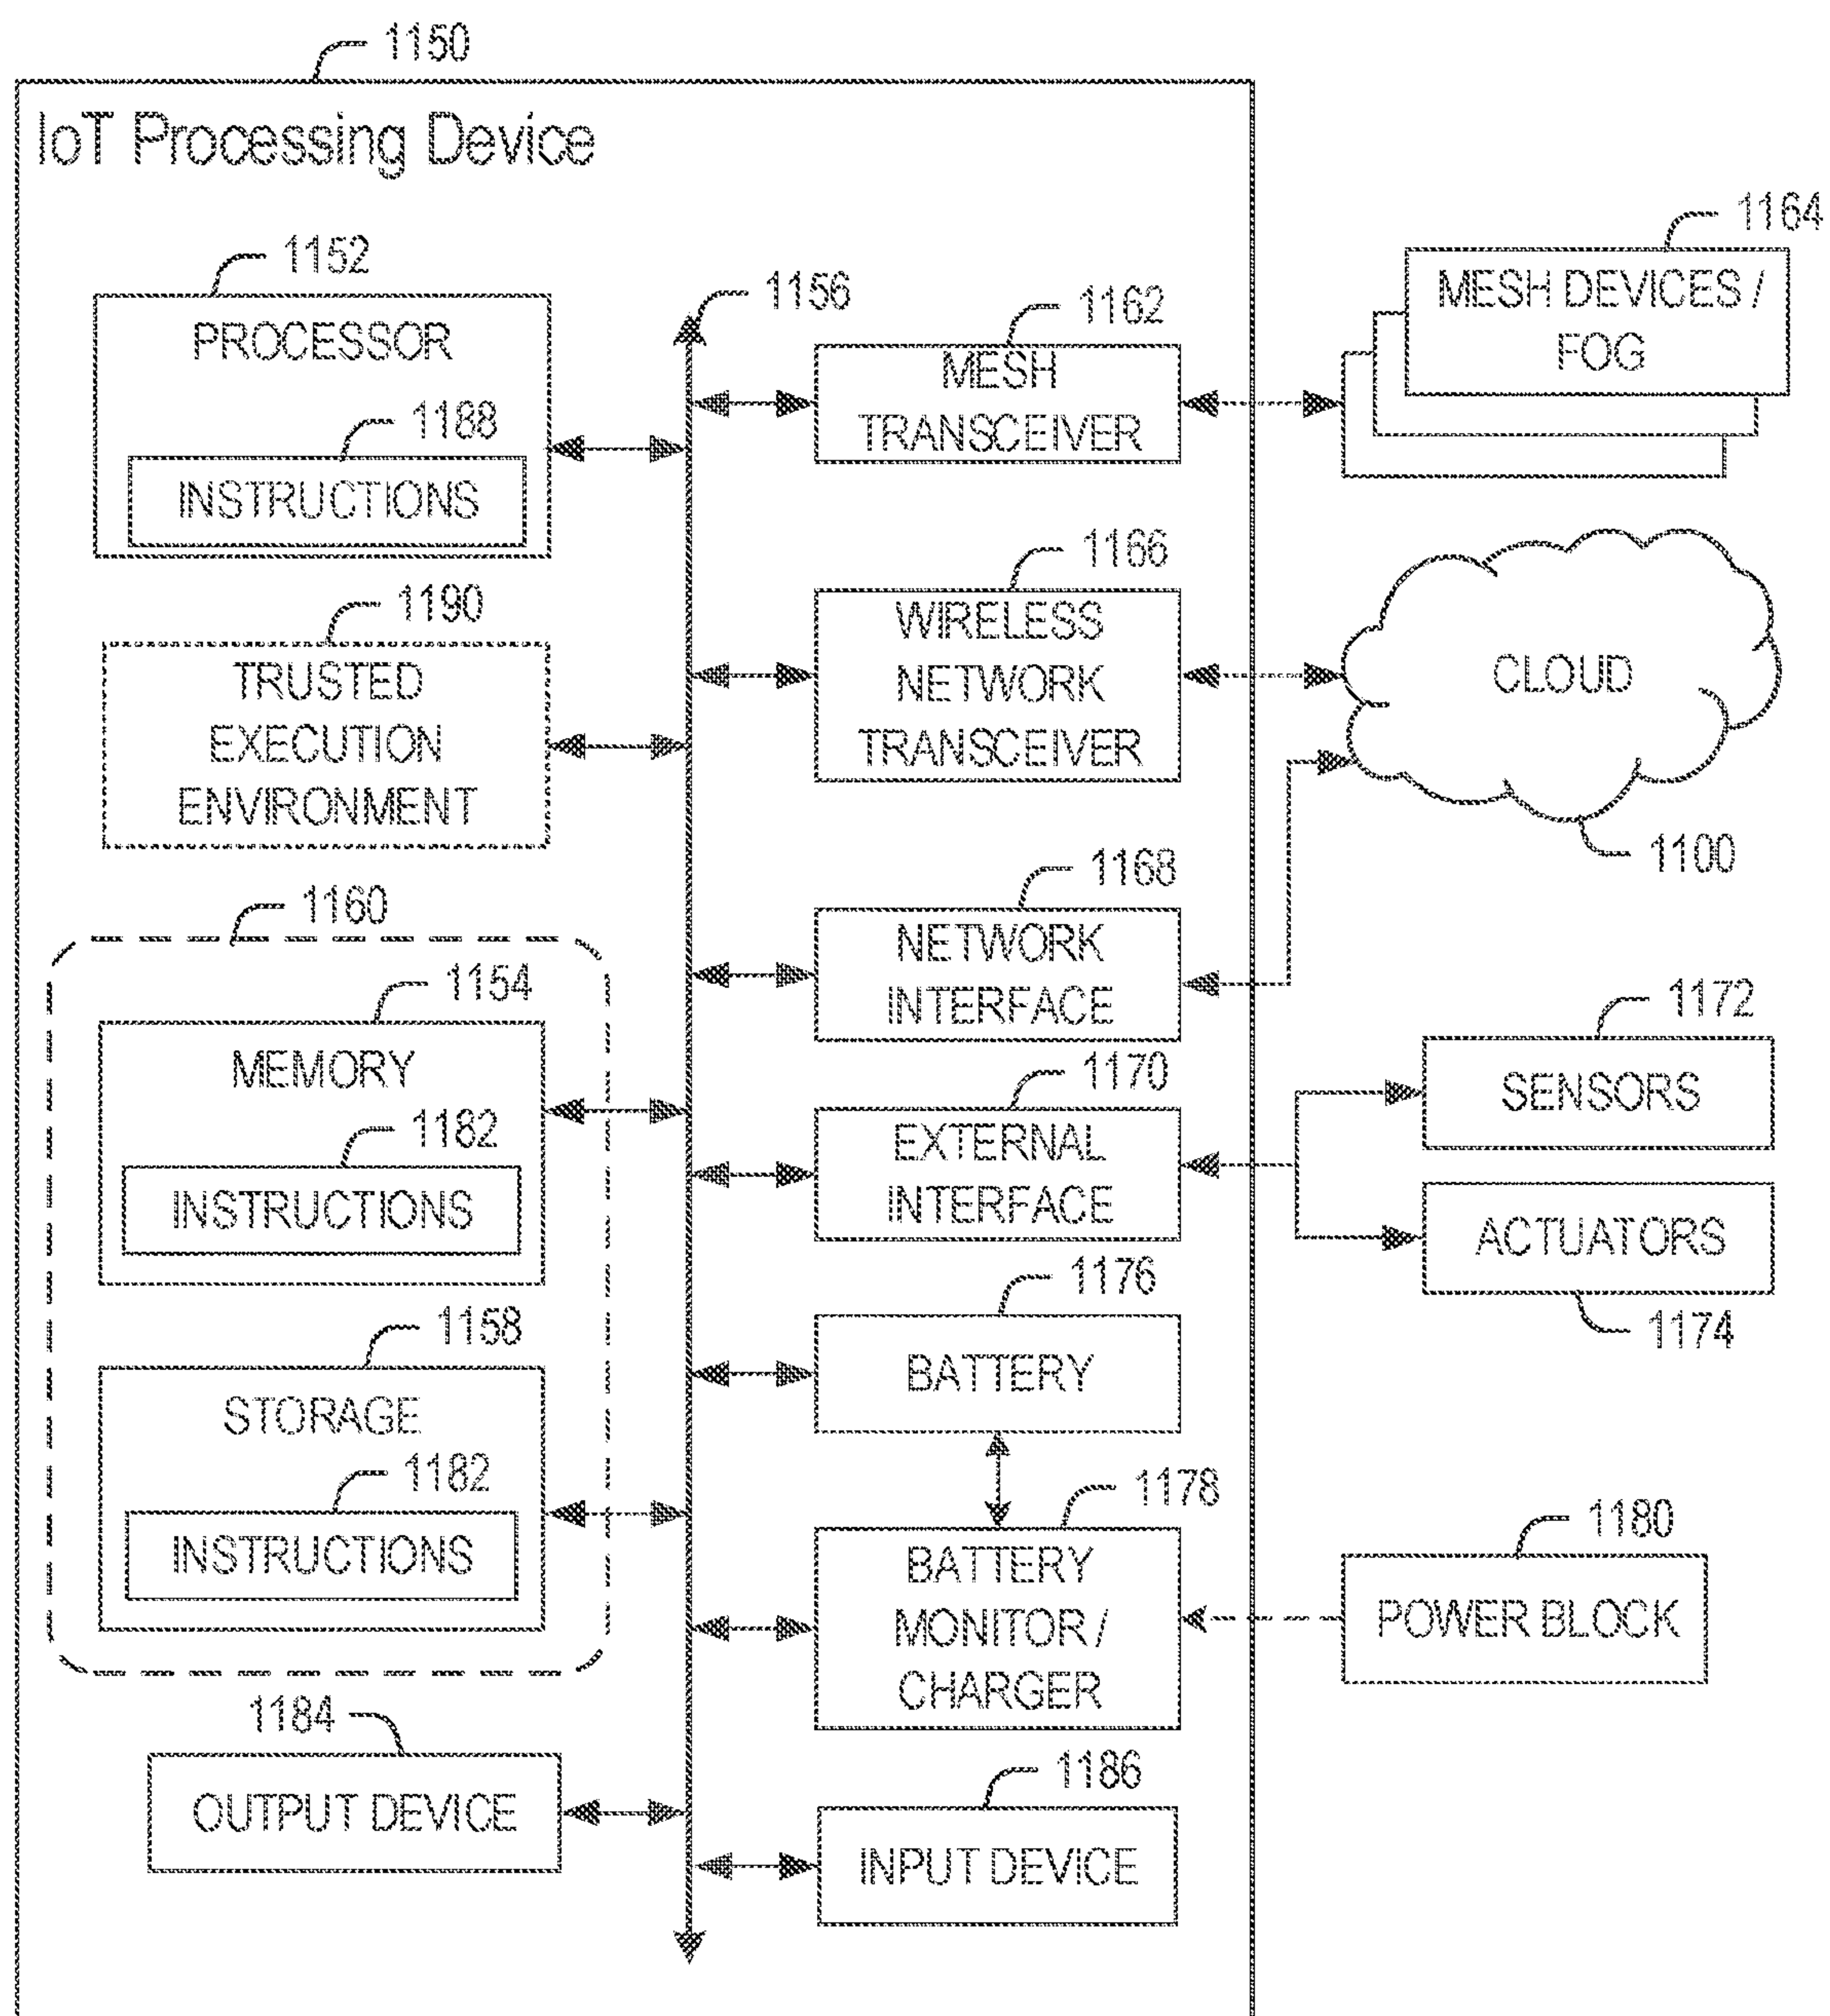 1150
IoT Processing Device
1152
PROCESSOR
1188
INSTRUCTIONS
1190
TRUSTED
EXECUTION
ENVIRONMENT
1160
1154
MEMORY
1182
INSTRUCTIONS
1158
STORAGE
1182
INSTRUCTIONS
1184
OUTPUT DEVICE
1156
1162
MESH
TRANSCEIVER
1166
WIRELESS
NETWORK
TRANSCEIVER
1168
NETWORK
INTERFACE
1170
EXTERNAL
INTERFACE
1176
BATTERY
1178
BATTERY
MONITOR /
CHARGER
1186
INPUT DEVICE
1164
MESH DEVICES /
FOG
CLOUD
1100
1172
SENSORS
ACTUATORS
1174
1180
POWER BLOCK